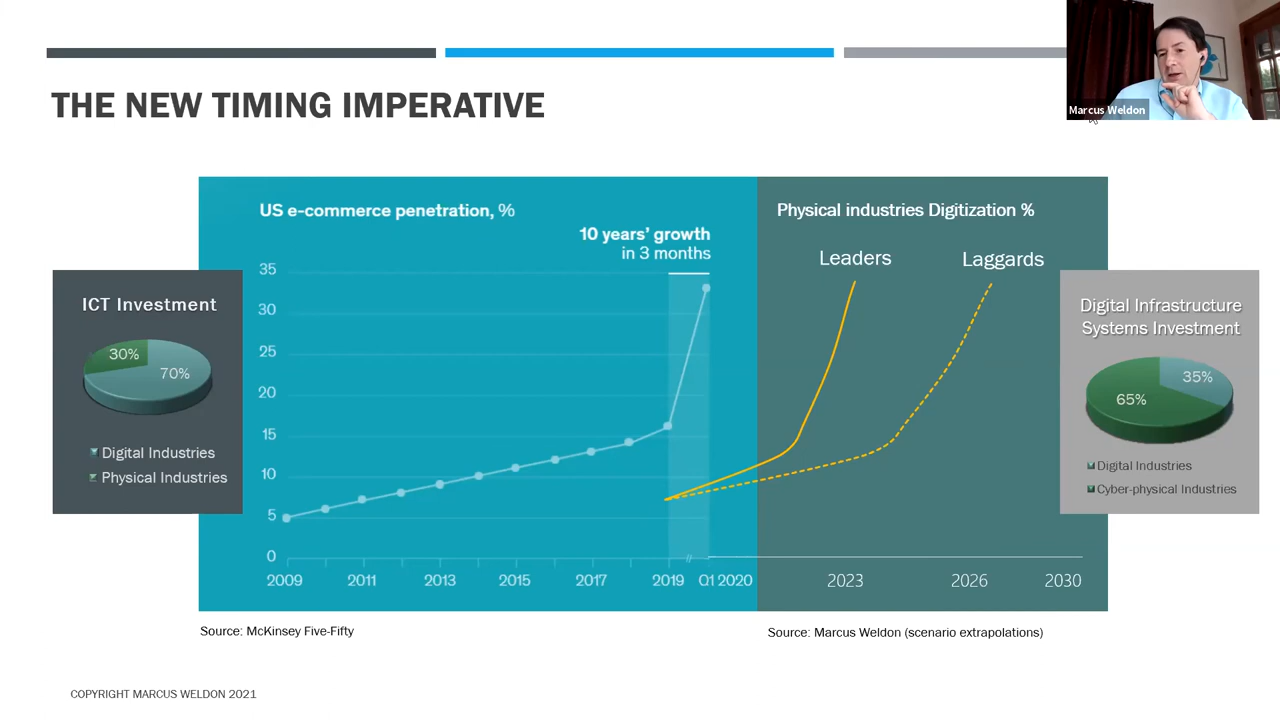 Marcus Weldon
THE NEW TIMING IMPERATIVE
US e-commerce penetration, %
10 years' growth
in 3 months
35
30
25
20
15
10
5
0
2009
2011
2013
2015
2017
2019
Q1 2020
Physical industries Digitization %
Leaders
Laggards
2023
2026
2030
ICT Investment
30%
70%
Digital Industries
Physical Industries
Digital Infrastructure
Systems Investment
35%
65%
Digital Industries
Cyber-physical Industries
Source: McKinsey Five-Fifty
Source: Marcus Weldon (scenario extrapolations)
COPYRIGHT MARCUS WELDON 2021